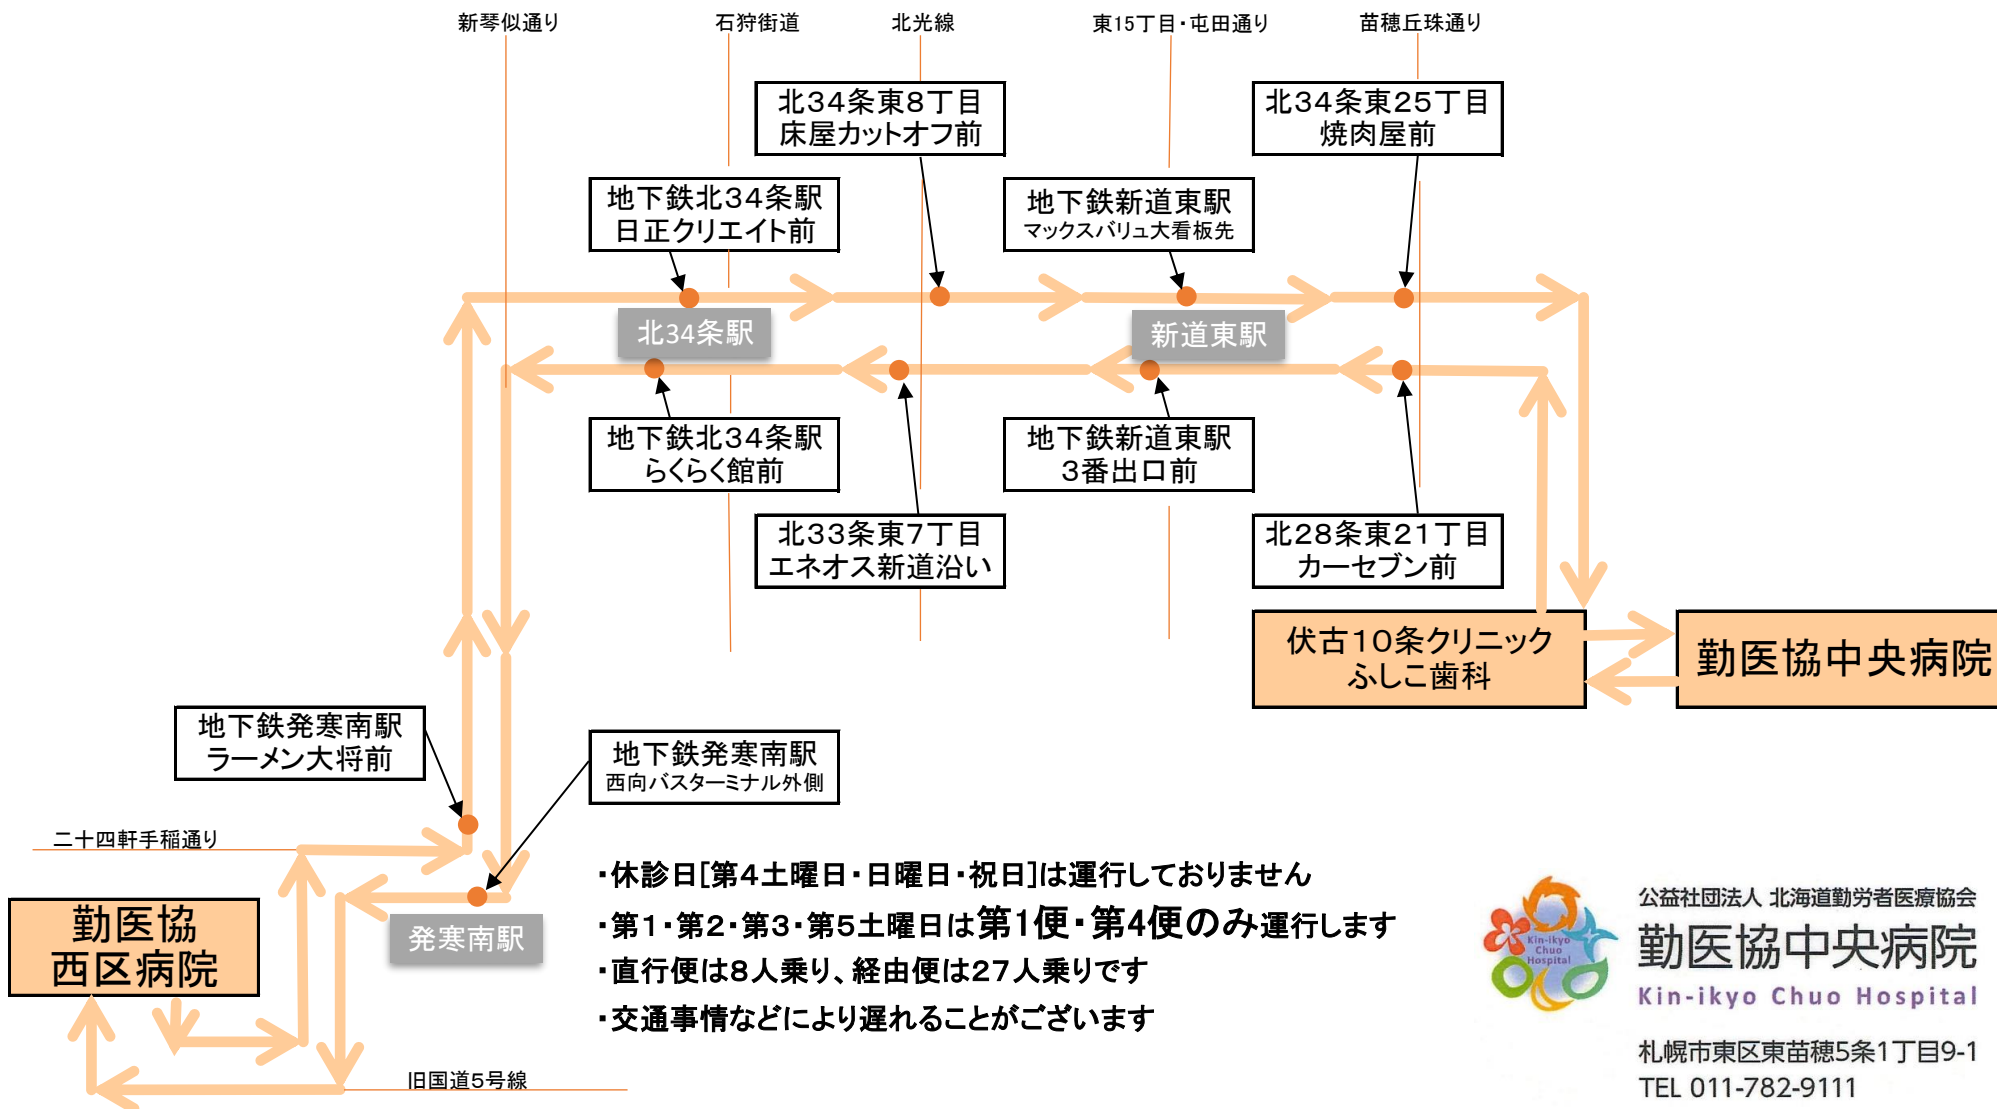 新琴似通り
石狩街道
北光線
東15丁目・屯田通り
苗穂丘珠通り
北34条東8丁目
床屋カットオフ前
北34条東25丁目
焼肉屋前
地下鉄北34条駅
日正クリエイト前
地下鉄新道東駅
マックスバリュ大看板先
北34条駅
新道東駅
地下鉄北34条駅
らくらく館前
地下鉄新道東駅
3番出口前
北33条東7丁目
エネオス新道沿い
北28条東21丁目
カーセブン前
伏古10条クリニック
ふしこ歯科
勤医協中央病院
地下鉄発寒南駅
ラーメン大将前
地下鉄発寒南駅
西向バスターミナル外側
二十四軒手稲通り
発寒南駅
勤医協
西区病院
旧国道5号線
・休診日[第4土曜日・日曜日・祝日]は運行しておりません
・第1・第2・第3・第5土曜日は第1便・第4便のみ運行します
・直行便は8人乗り、経由便は27人乗りです
・交通事情などにより遅れることがございます
Kin-ikyo
Chuo
Hospital
公益社団法人 北海道勤労者医療協会
勤医協中央病院
Kin-ikyo Chuo Hospital
札幌市東区東苗穂5条1丁目9-1
TEL 011-782-9111